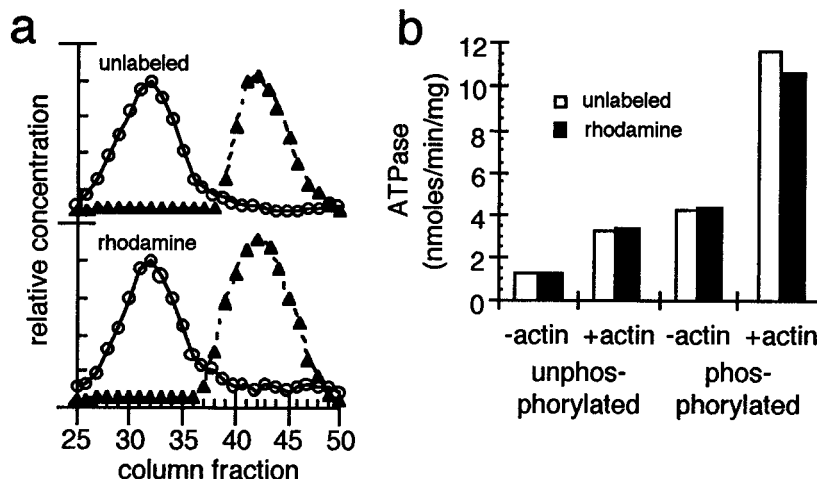 a
unlabeled
rhodamine
relative concentration
25 30 35 40 45 50
column fraction
b
12
10
8
6
4
2
0
ATPase
(nmoles/min/mg)
unlabeled
rhodamine
-actin +actin -actin +actin
unphos- phos-
phorylated phorylated